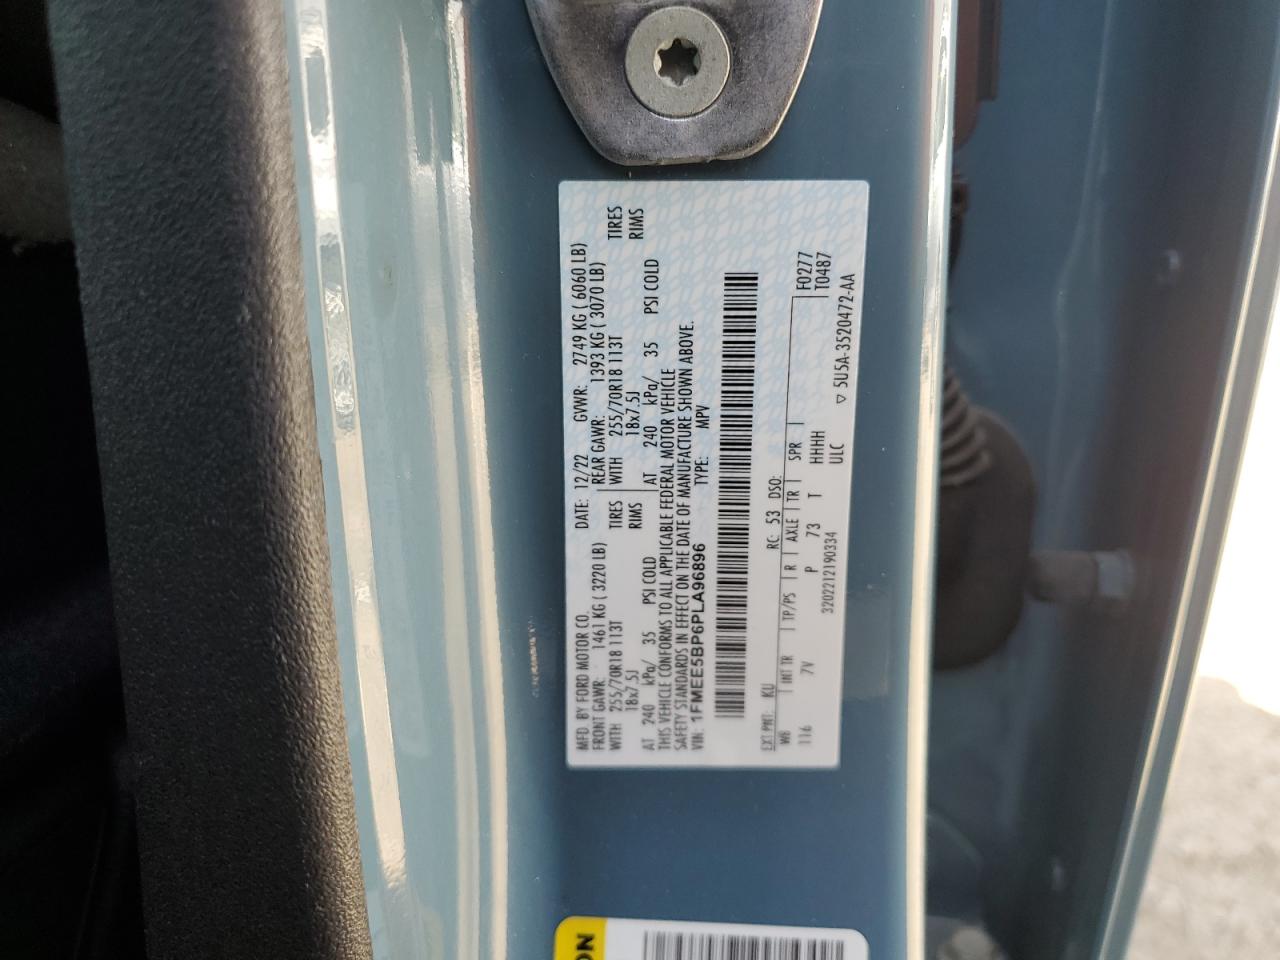 MFD. BY FORD MOTOR CO. DATE: 12/22 GVWR: 2749 KG ( 6060 LB)
FRONT GAWR: 1461 KG ( 3220 LB) REAR GAWR: 1393 KG ( 3070 LB)
WITH 255/70R18 113T TIRES WITH 255/70R18 113T TIRES
18x7.5J RIMS 18x7.5J RIMS
AT 240 kPa/ 35 PSI COLD AT 240 kPa/ 35 PSI COLD
THIS VEHICLE CONFORMS TO ALL APPLICABLE FEDERAL MOTOR VEHICLE
SAFETY STANDARDS IN EFFECT ON THE DATE OF MANUFACTURE SHOWN ABOVE.
VIN: 1FMEE5BP6PLA96896 TYPE: MPV
EXT PNT: KU RC: 53 DSO: F0277
WB INT TR TP/PS R AXLE TR SPR T0487
116 7V P 73 T HHHH
ULC
3202212190334 ▽ 5U5A-3520472-AA
ON